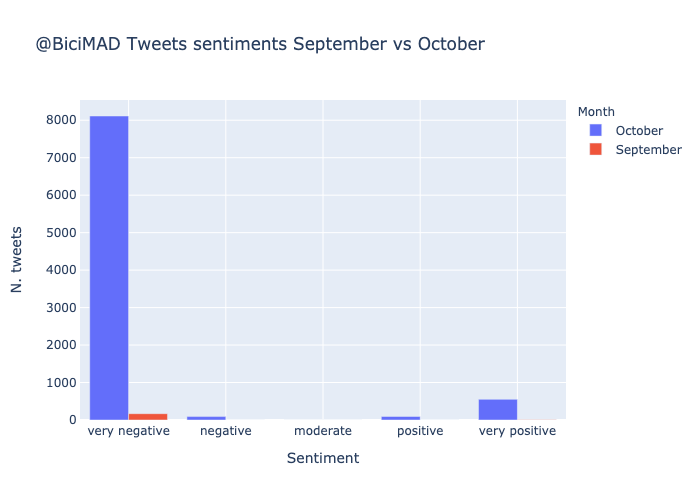 @BiciMAD Tweets sentiments September vs October
Month
October
September
8000
7000
6000
5000
4000
3000
2000
1000
0
N. tweets
very negative
negative
moderate
positive
very positive
Sentiment